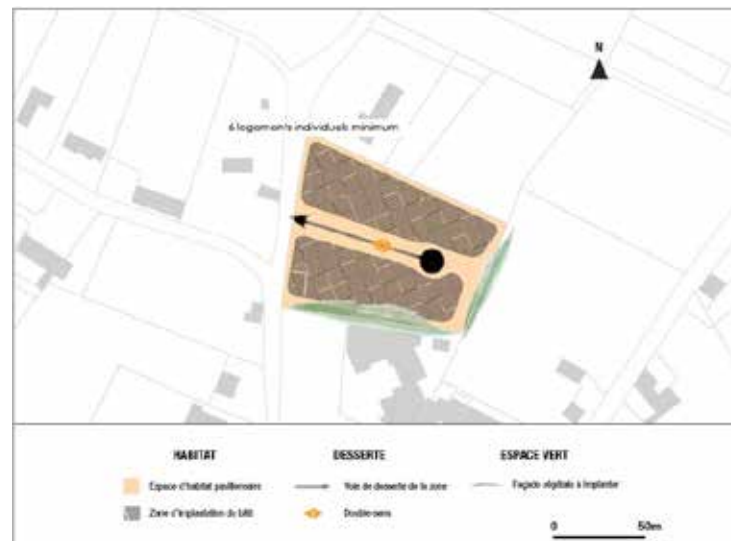 N
6 logements individuels minimum
HABITAT
DESSERTE
ESPACE VERT
Espace d'habitat pavillonnaire
Voie de desserte de la zone
Façade végétale à implanter
Zone d'implantation du bâti
Double-sens
0
50m